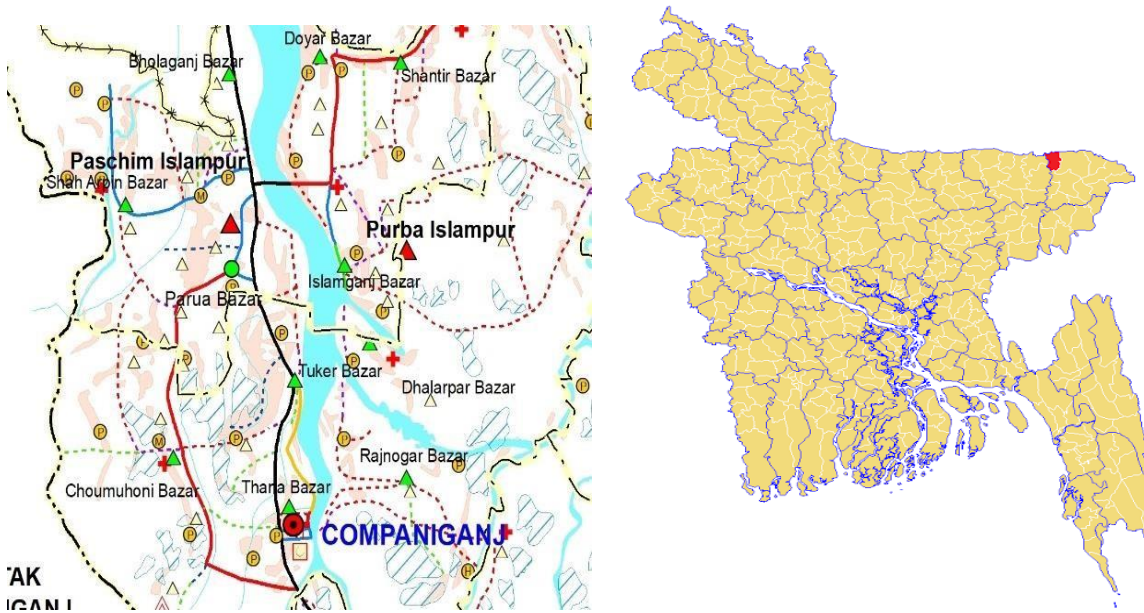 Doyar Bazar
Bholaganj Bazar
Shantir Bazar
Paschim Islampur
Shah Arpin Bazar
Purba Islampur
Islamganj Bazar
Parua Bazar
Tuker Bazar
Dhalarpar Bazar
Rajnogar Bazar
Choumuhoni Bazar
Thana Bazar
COMPANIGANJ
TAK